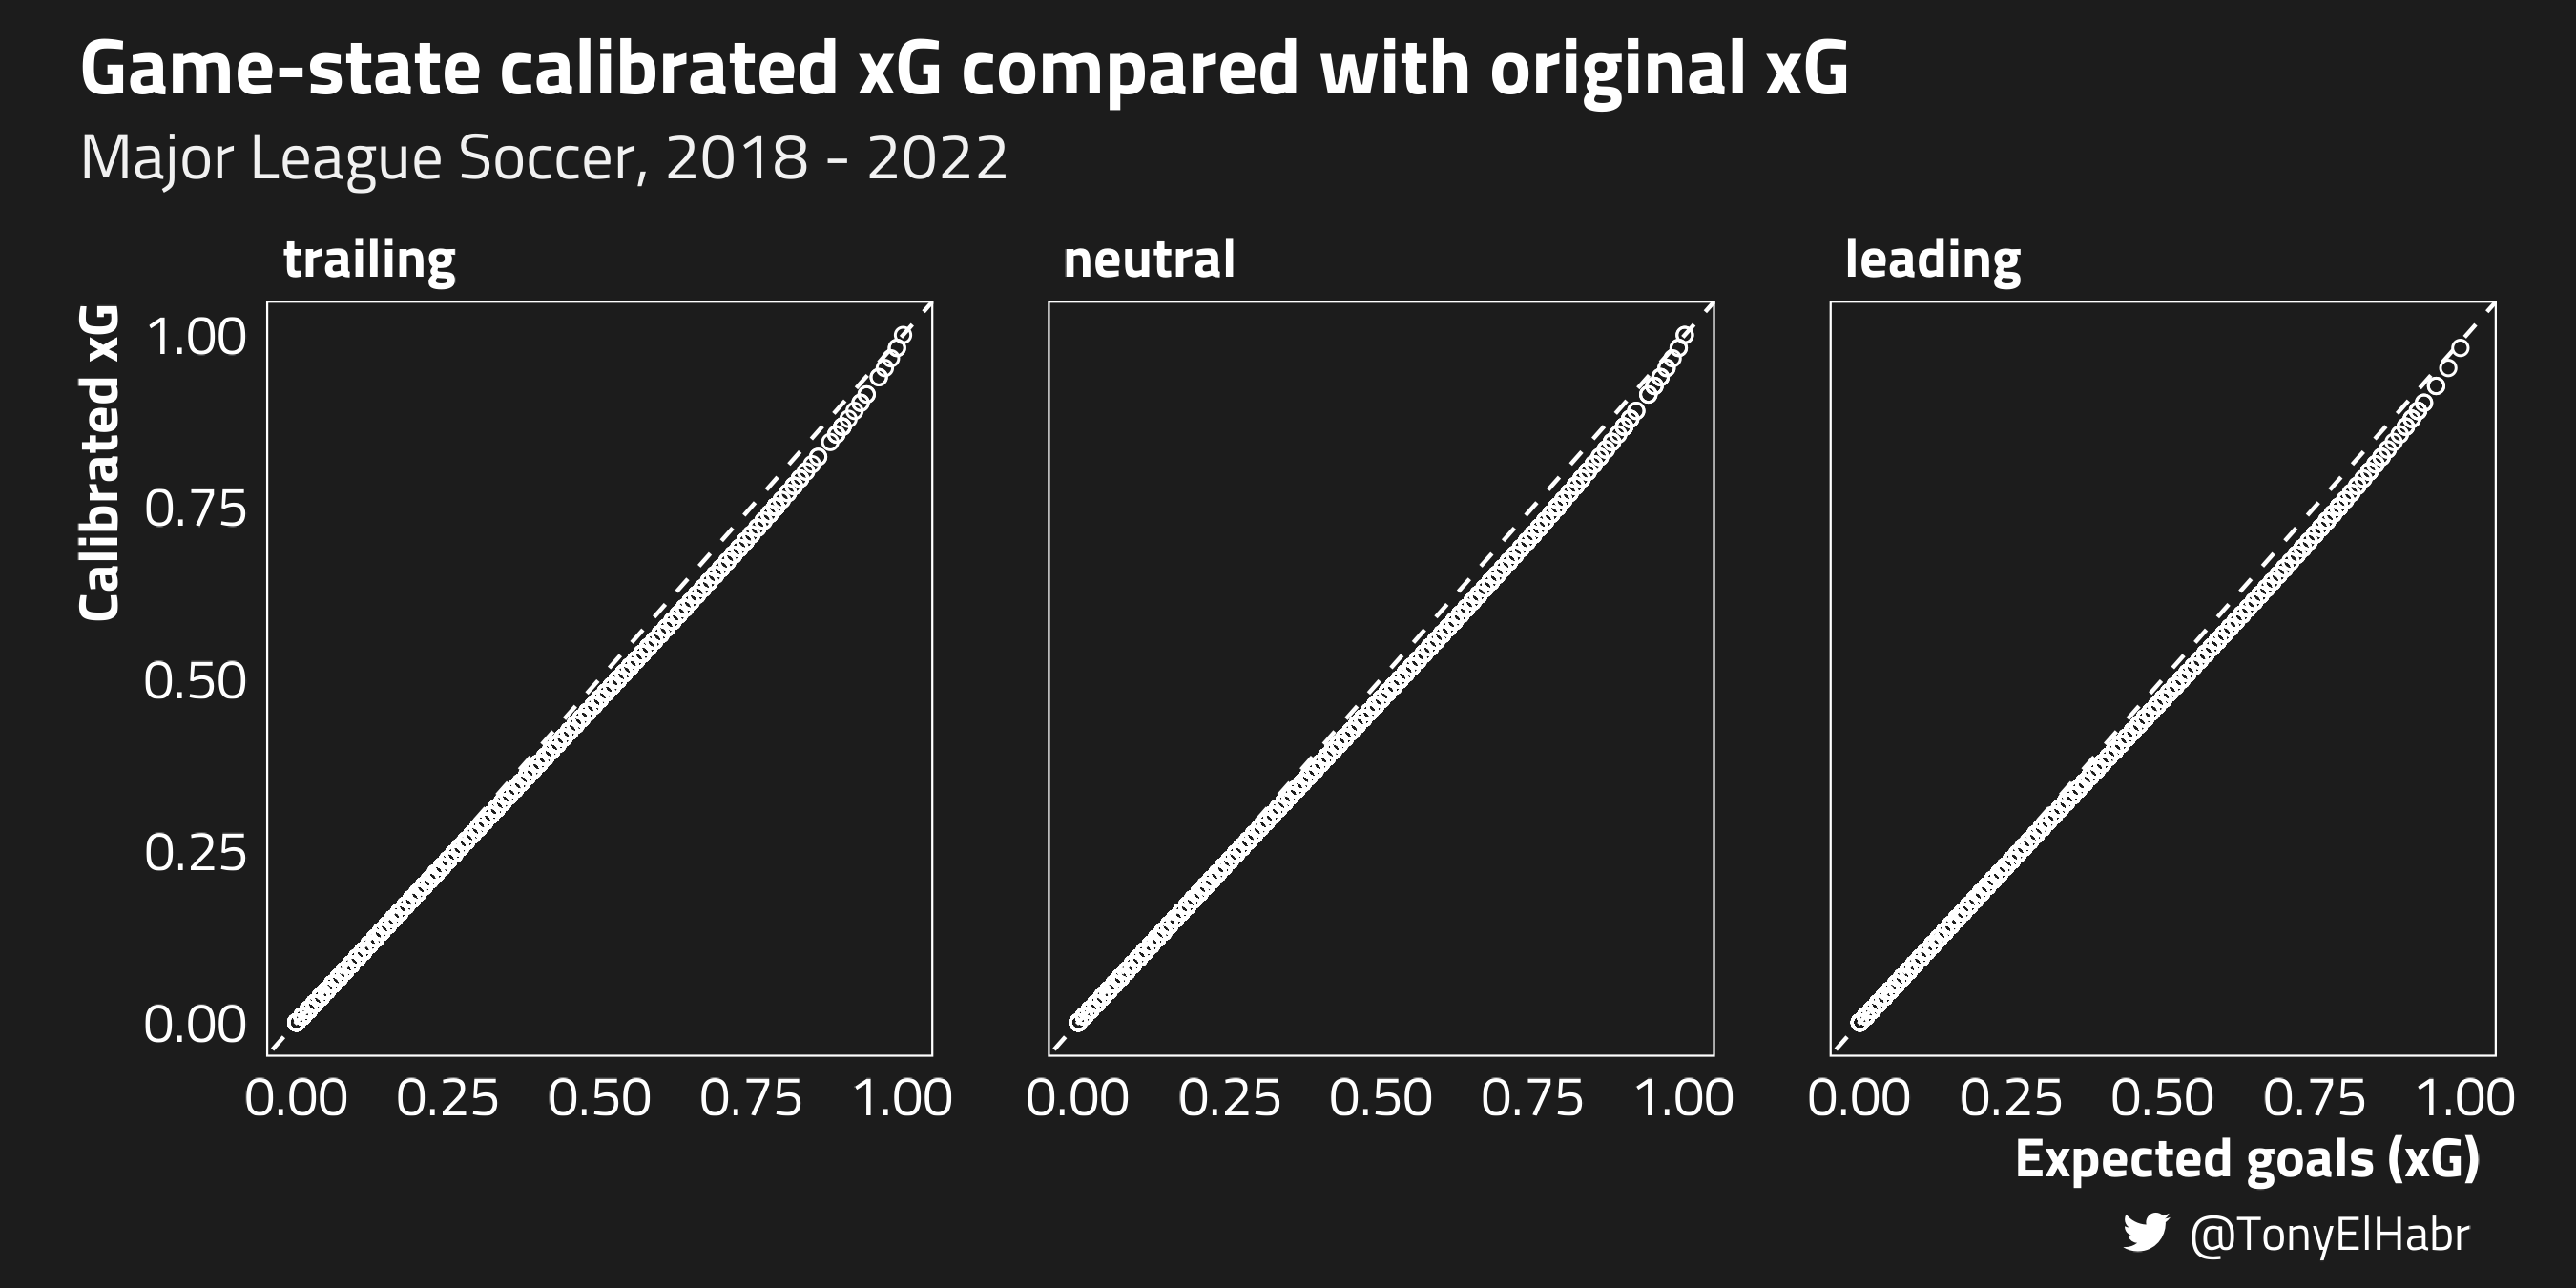 Game-state calibrated xG compared with original xG
Major League Soccer, 2018 - 2022
trailing
neutral
leading
Calibrated xG
1.00
0.75
0.50
0.25
0.00
0.00 0.25 0.50 0.75 1.00
0.00 0.25 0.50 0.75 1.00
0.00 0.25 0.50 0.75 1.00
Expected goals (xG)
@TonyElHabr